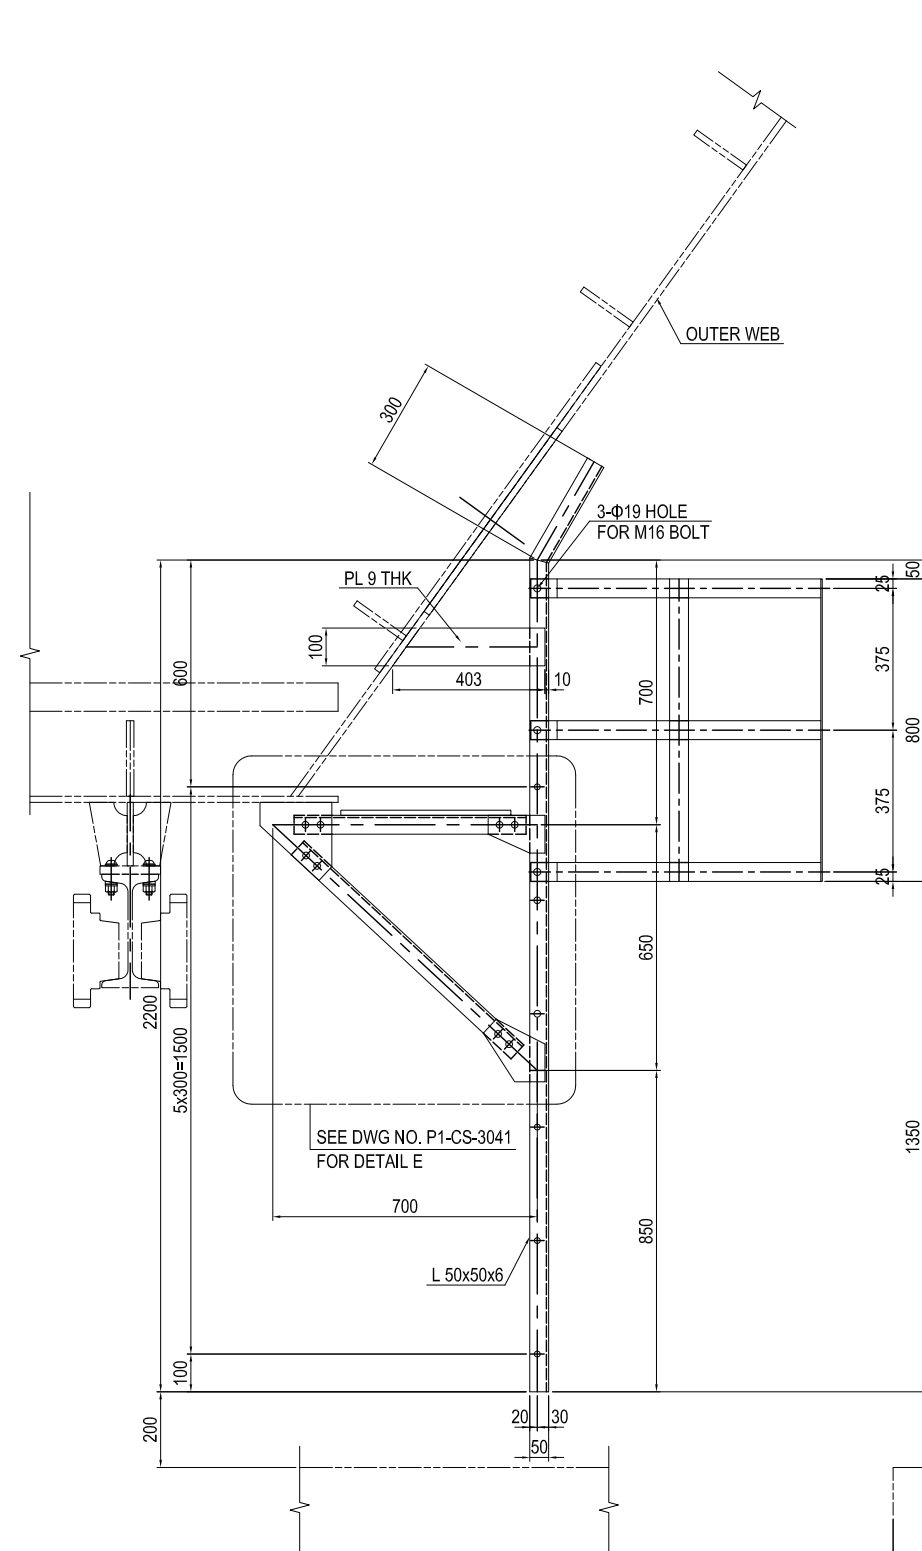 OUTER WEB
300
3-Φ19 HOLE
FOR M16 BOLT
PL 9 THK
50
25
100
600
403
10
700
375
800
375
25
650
2200
5x300=1500
SEE DWG NO. P1-CS-3041
FOR DETAIL E
1350
700
850
L 50x50x6
100
200
20
30
50